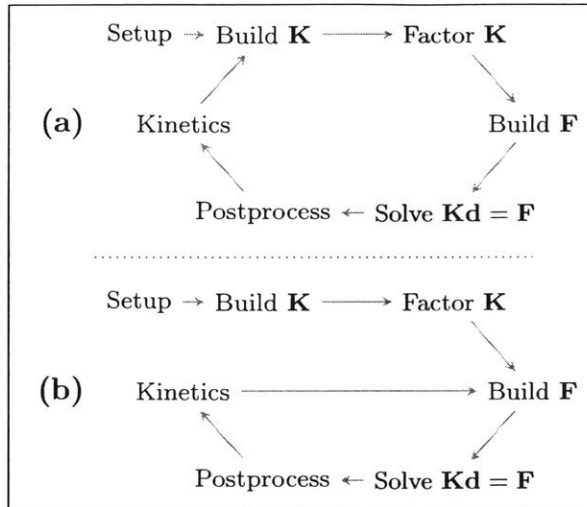 Setup → Build K → Factor K
(a) Kinetics Build F
Postprocess ← Solve Kd = F
Setup → Build K → Factor K
(b) Kinetics → Build F
Postprocess ← Solve Kd = F